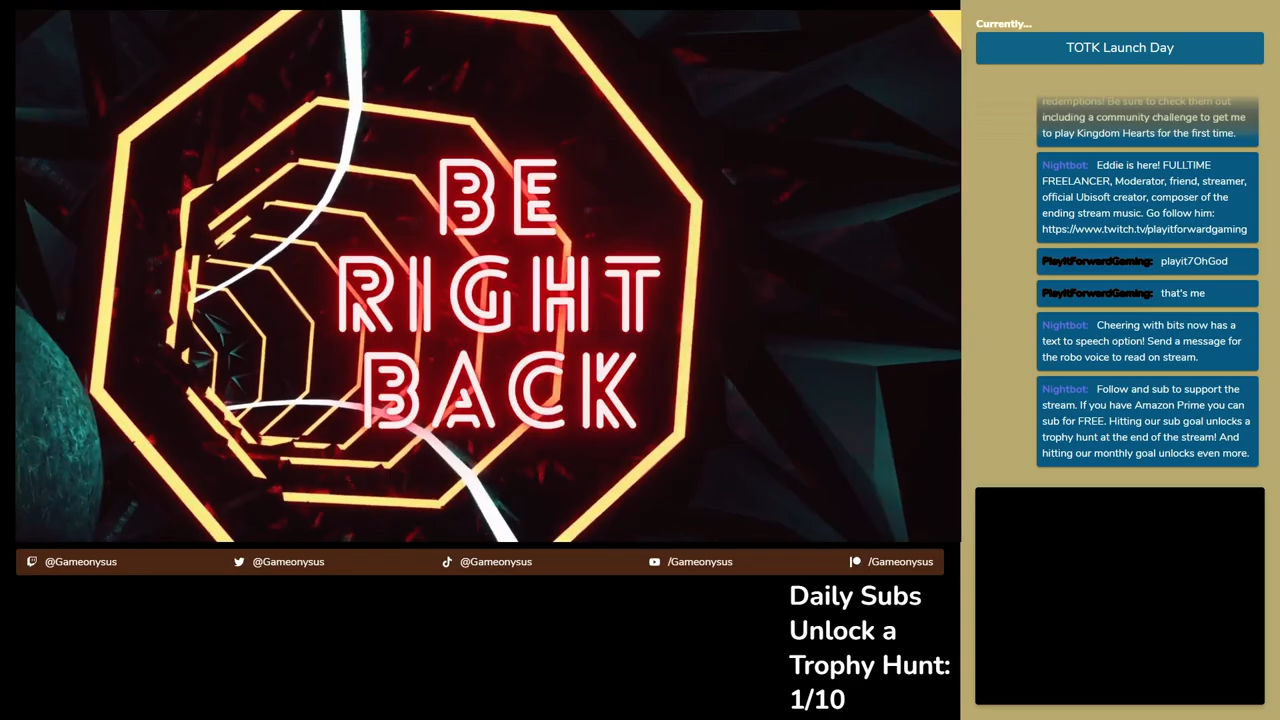 BE
RIGHT
BACK
@Gameonysus
@Gameonysus
@Gameonysus
/Gameonysus
/Gameonysus
Daily Subs
Unlock a
Trophy Hunt:
1/10
Currently...
TOTK Launch Day
redemptions! Be sure to check them out
including a community challenge to get me
to play Kingdom Hearts for the first time.
Nightbot: Eddie is here! FULLTIME
FREELANCER, Moderator, friend, streamer,
official Ubisoft creator, composer of the
ending stream music. Go follow him:
https://www.twitch.tv/playitforwardgaming
PlayItForwardGaming: playit7OhGod
PlayItForwardGaming: that's me
Nightbot: Cheering with bits now has a
text to speech option! Send a message for
the robo voice to read on stream.
Nightbot: Follow and sub to support the
stream. If you have Amazon Prime you can
sub for FREE. Hitting our sub goal unlocks a
trophy hunt at the end of the stream! And
hitting our monthly goal unlocks even more.